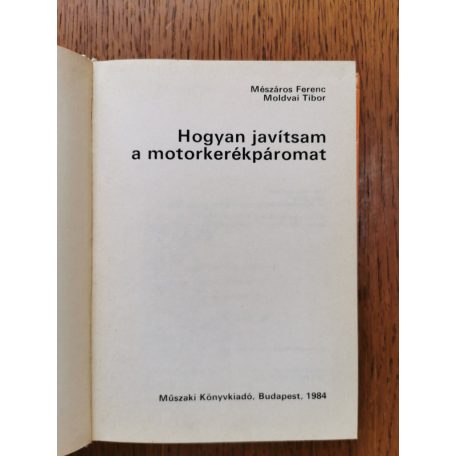 Mészáros Ferenc
Moldvai Tibor
Hogyan javítsam
a motorkerékpáromat
Műszaki Könyvkiadó, Budapest, 1984